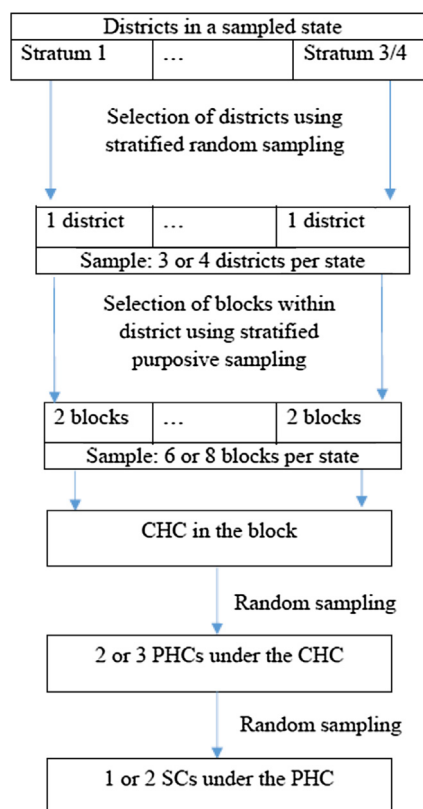 Districts in a sampled state
Stratum 1 … Stratum 3/4
Selection of districts using
stratified random sampling
1 district … 1 district
Sample: 3 or 4 districts per state
Selection of blocks within
district using stratified
purposive sampling
2 blocks … 2 blocks
Sample: 6 or 8 blocks per state
CHC in the block
Random sampling
2 or 3 PHCs under the CHC
Random sampling
1 or 2 SCs under the PHC